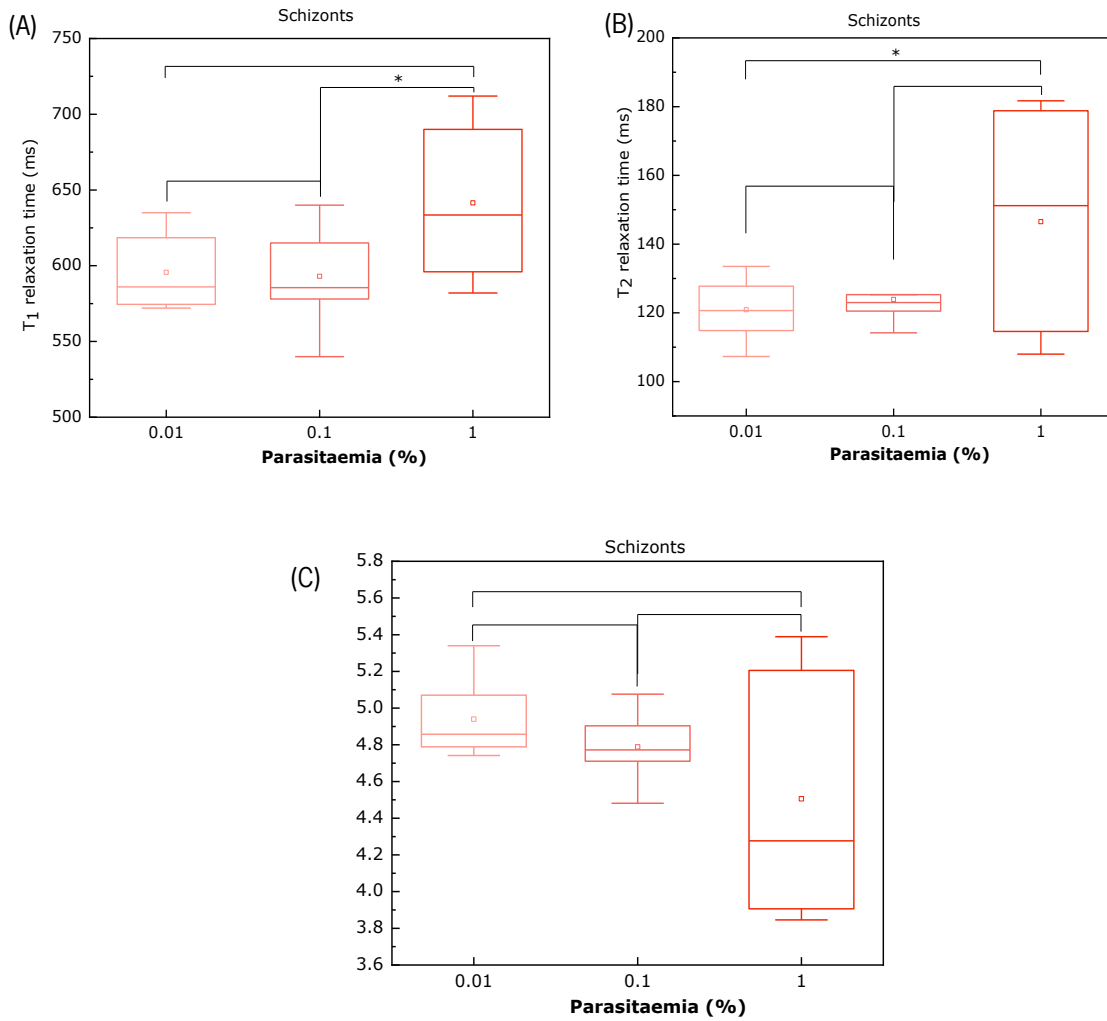 (A)
Schizonts
750
700
650
600
550
500
T1 relaxation time (ms)
*
0.01 0.1 1
Parasitaemia (%)
(B)
Schizonts
200
180
160
140
120
100
T2 relaxation time (ms)
*
0.01 0.1 1
Parasitaemia (%)
(C)
Schizonts
5.8
5.6
5.4
5.2
5.0
4.8
4.6
4.4
4.2
4.0
3.8
3.6
0.01 0.1 1
Parasitaemia (%)